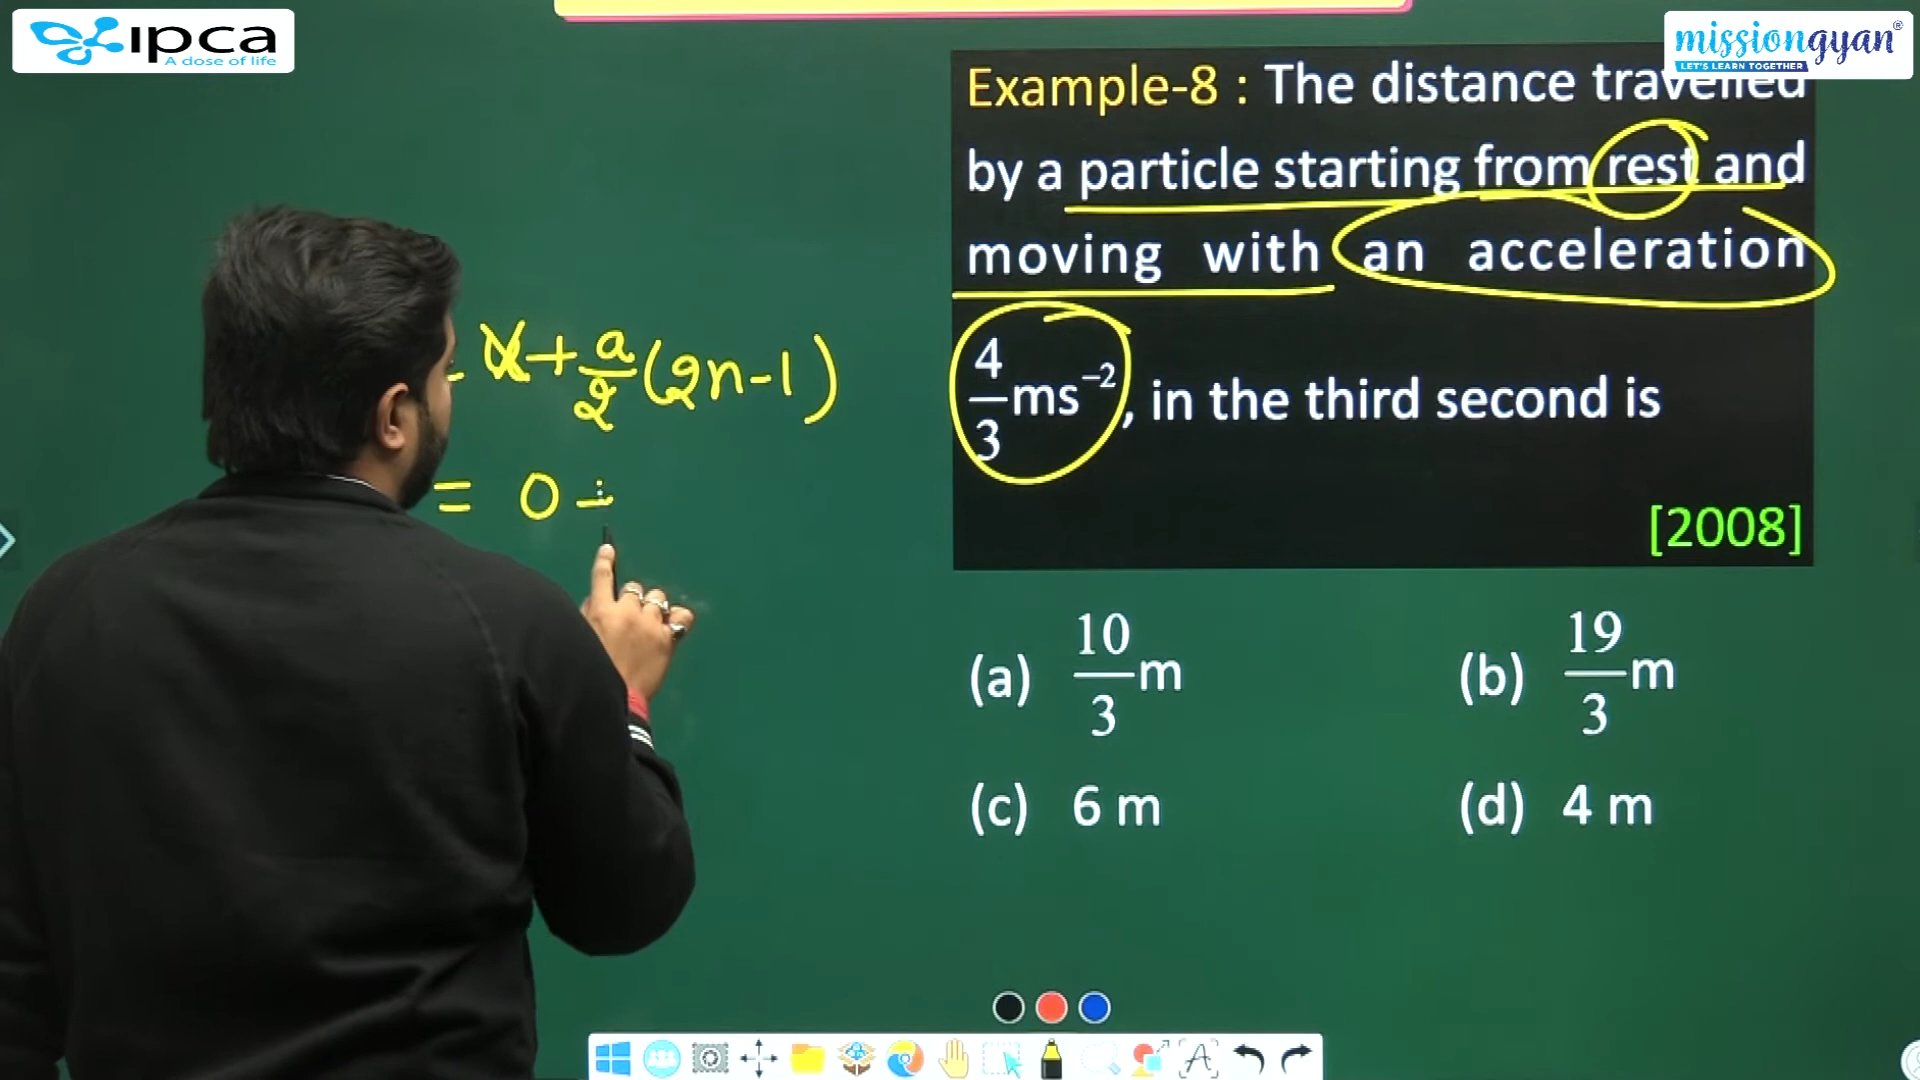 ipca
A dose of life
missiongyan®
LET'S LEARN TOGETHER
Example-8 : The distance travelled
by a particle starting from rest and
moving with an acceleration
4/3 ms⁻², in the third second is
[2008]
(a) 10/3 m
(b) 19/3 m
(c) 6 m
(d) 4 m
u + a/2 (2n-1)
= 0 +